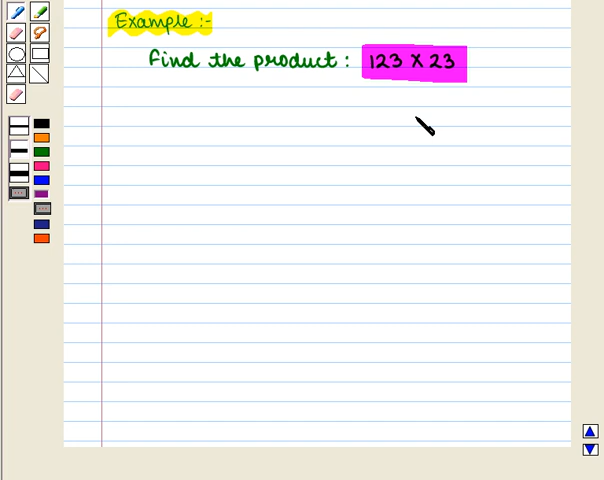 Example :-
Find the product : 123 X 23